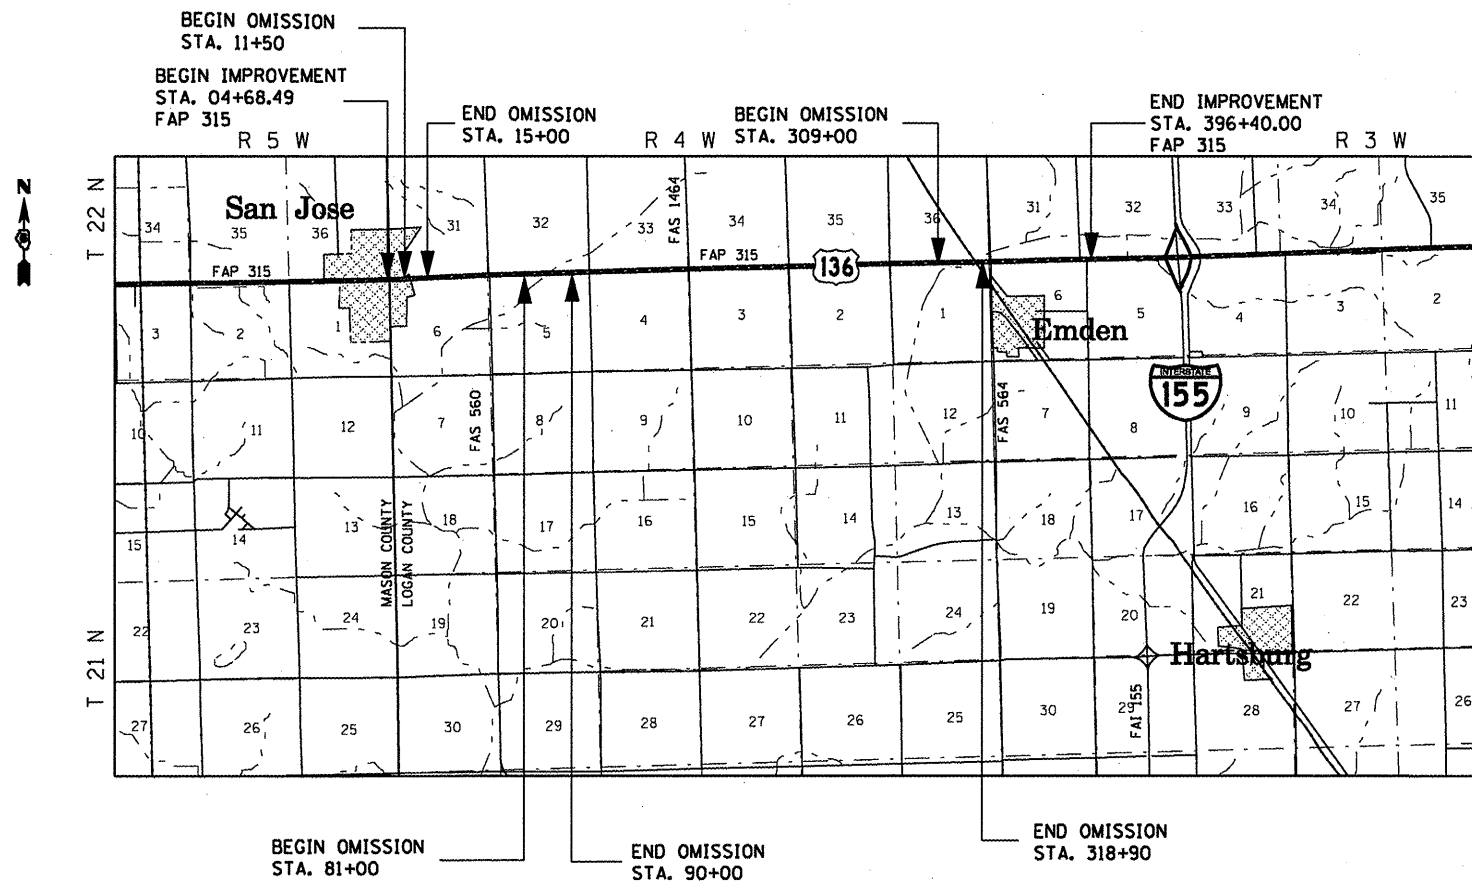 BEGIN OMISSION
STA. 11+50
BEGIN IMPROVEMENT
STA. 04+68.49
FAP 315
END OMISSION
STA. 15+00
BEGIN OMISSION
STA. 309+00
END IMPROVEMENT
STA. 396+40.00
FAP 315
R 5 W
R 4 W
R 3 W
N
T 22 N
34
35
36
31
32
33
34
35
36
31
32
33
34
35
San Jose
FAS 1464
FAP 315
FAP 315
136
3
2
1
6
5
4
3
2
1
6
5
4
3
2
Emden
INTERSTATE
155
10
11
12
7
8
9
10
11
12
7
8
9
10
11
FAS 560
FAS 564
15
14
13
18
17
16
15
14
13
18
17
16
15
14
MASON COUNTY
LOGAN COUNTY
22
23
24
19
20
21
22
23
24
19
20
21
22
23
T 21 N
Hartsburg
FAI 155
27
26
25
30
29
28
27
26
25
30
29
28
27
26
BEGIN OMISSION
STA. 81+00
END OMISSION
STA. 90+00
END OMISSION
STA. 318+90